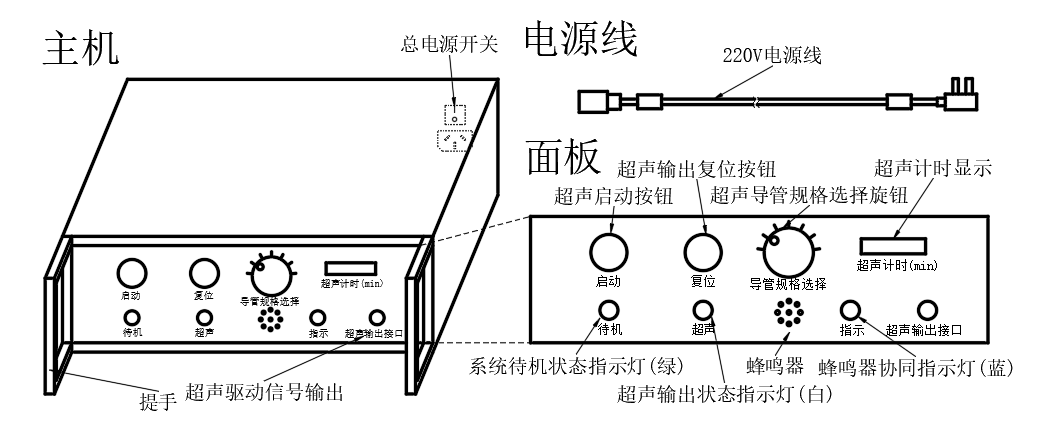 主机
总电源开关
启动
复位
导管规格选择
超声计时(min)
待机
超声
指示
超声输出接口
提手
超声驱动信号输出
电源线
220V电源线
面板
超声输出复位按钮
超声计时显示
超声启动按钮
超声导管规格选择旋钮
启动
复位
导管规格选择
超声计时(min)
待机
超声
指示
超声输出接口
系统待机状态指示灯(绿)
蜂鸣器
蜂鸣器协同指示灯(蓝)
超声输出状态指示灯(白)